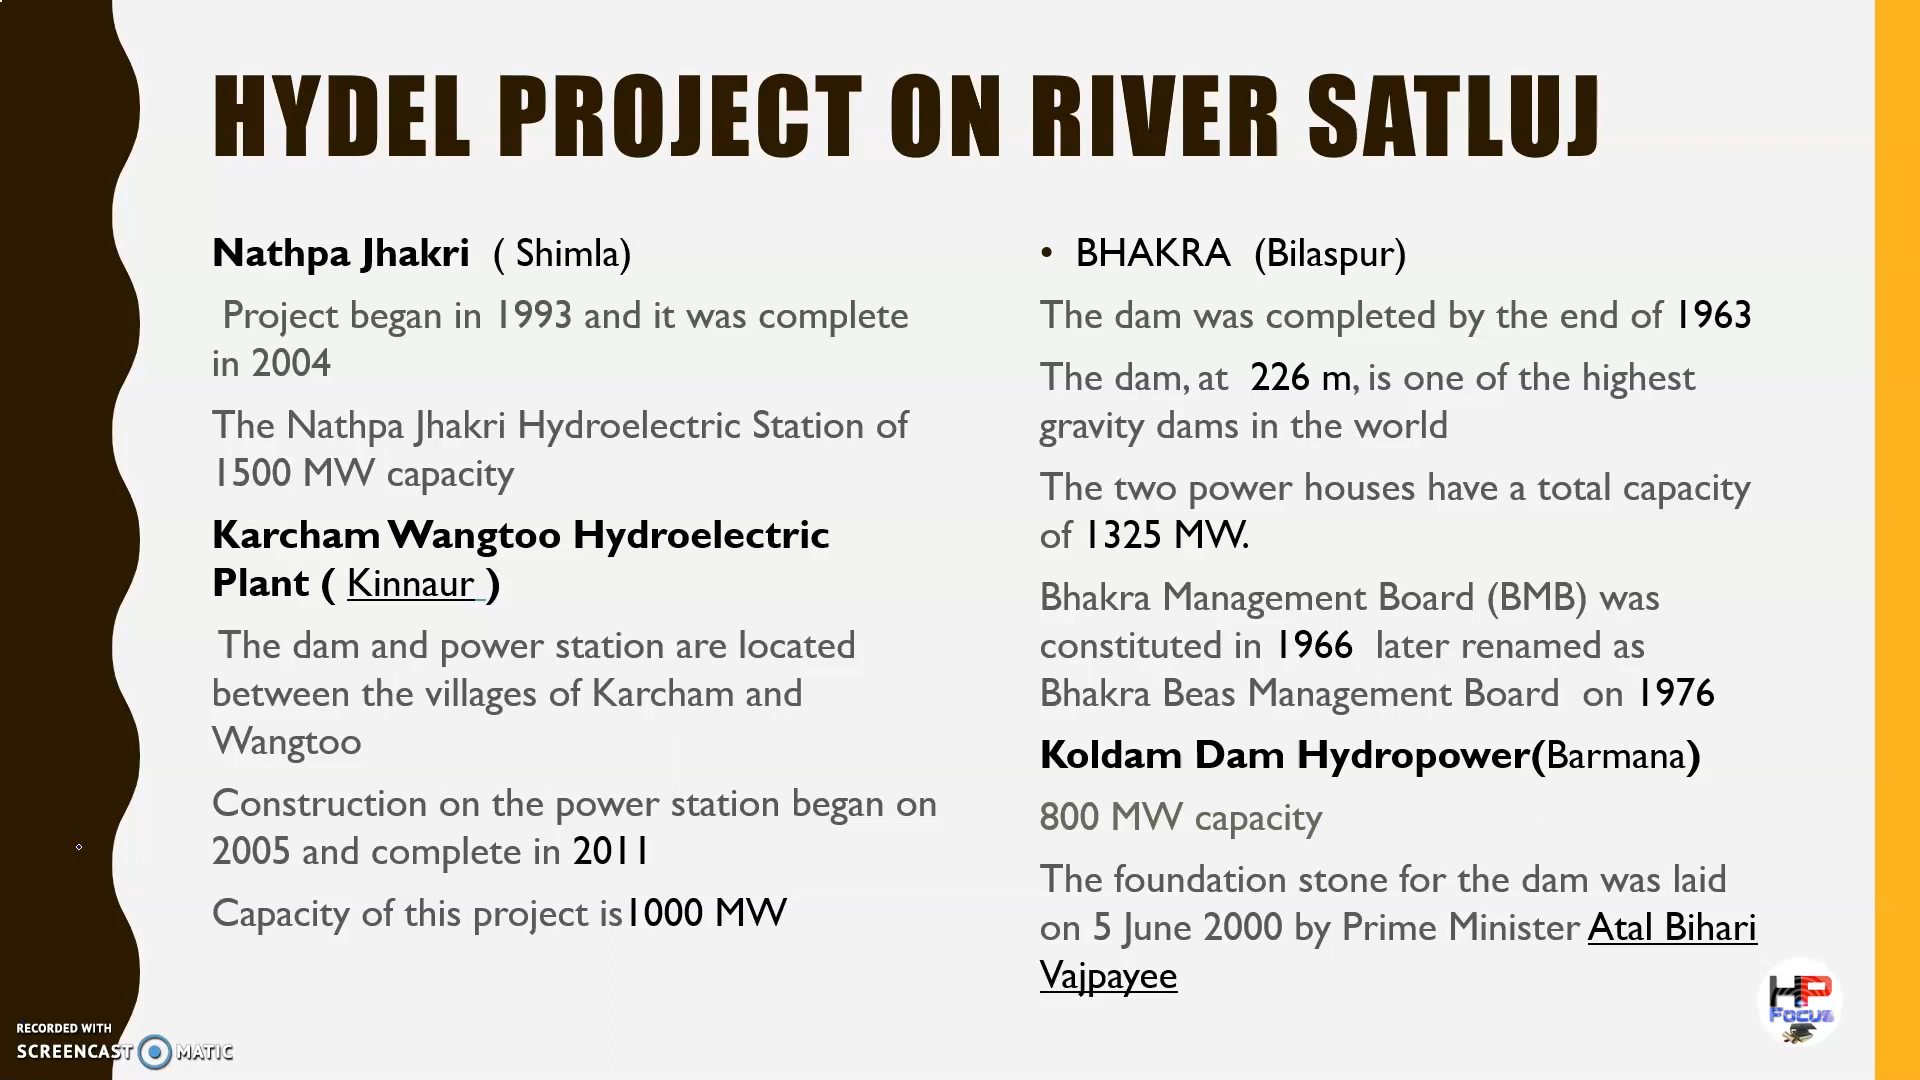 HYDEL PROJECT ON RIVER SATLUJ
Nathpa Jhakri ( Shimla)
Project began in 1993 and it was complete
in 2004
The Nathpa Jhakri Hydroelectric Station of
1500 MW capacity
Karcham Wangtoo Hydroelectric
Plant ( Kinnaur )
The dam and power station are located
between the villages of Karcham and
Wangtoo
Construction on the power station began on
2005 and complete in 2011
Capacity of this project is1000 MW
• BHAKRA (Bilaspur)
The dam was completed by the end of 1963
The dam, at 226 m, is one of the highest
gravity dams in the world
The two power houses have a total capacity
of 1325 MW.
Bhakra Management Board (BMB) was
constituted in 1966 later renamed as
Bhakra Beas Management Board on 1976
Koldam Dam Hydropower(Barmana)
800 MW capacity
The foundation stone for the dam was laid
on 5 June 2000 by Prime Minister Atal Bihari
Vajpayee
HP
Focus
RECORDED WITH
SCREENCAST MATIC